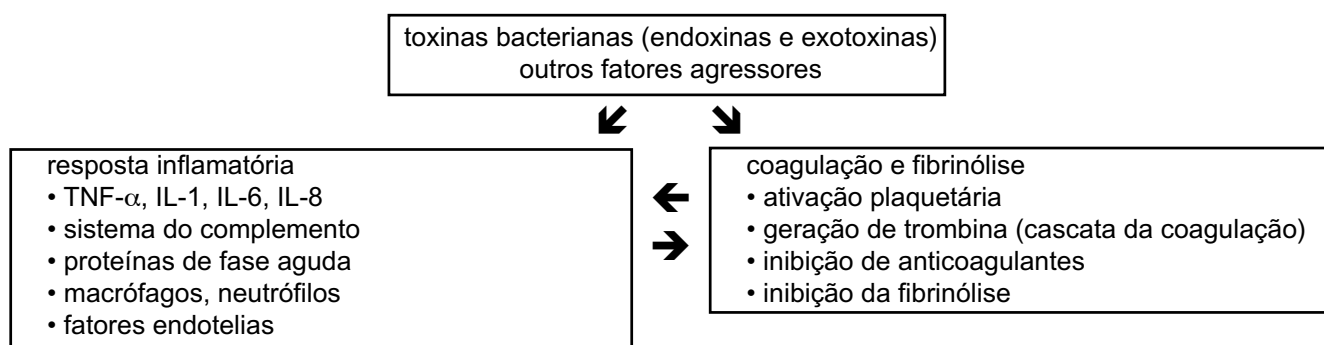 toxinas bacterianas (endoxinas e exotoxinas)
outros fatores agressores
resposta inflamatória
• TNF-α, IL-1, IL-6, IL-8
• sistema do complemento
• proteínas de fase aguda
• macrófagos, neutrófilos
• fatores endotelias
coagulação e fibrinólise
• ativação plaquetária
• geração de trombina (cascata da coagulação)
• inibição de anticoagulantes
• inibição da fibrinólise